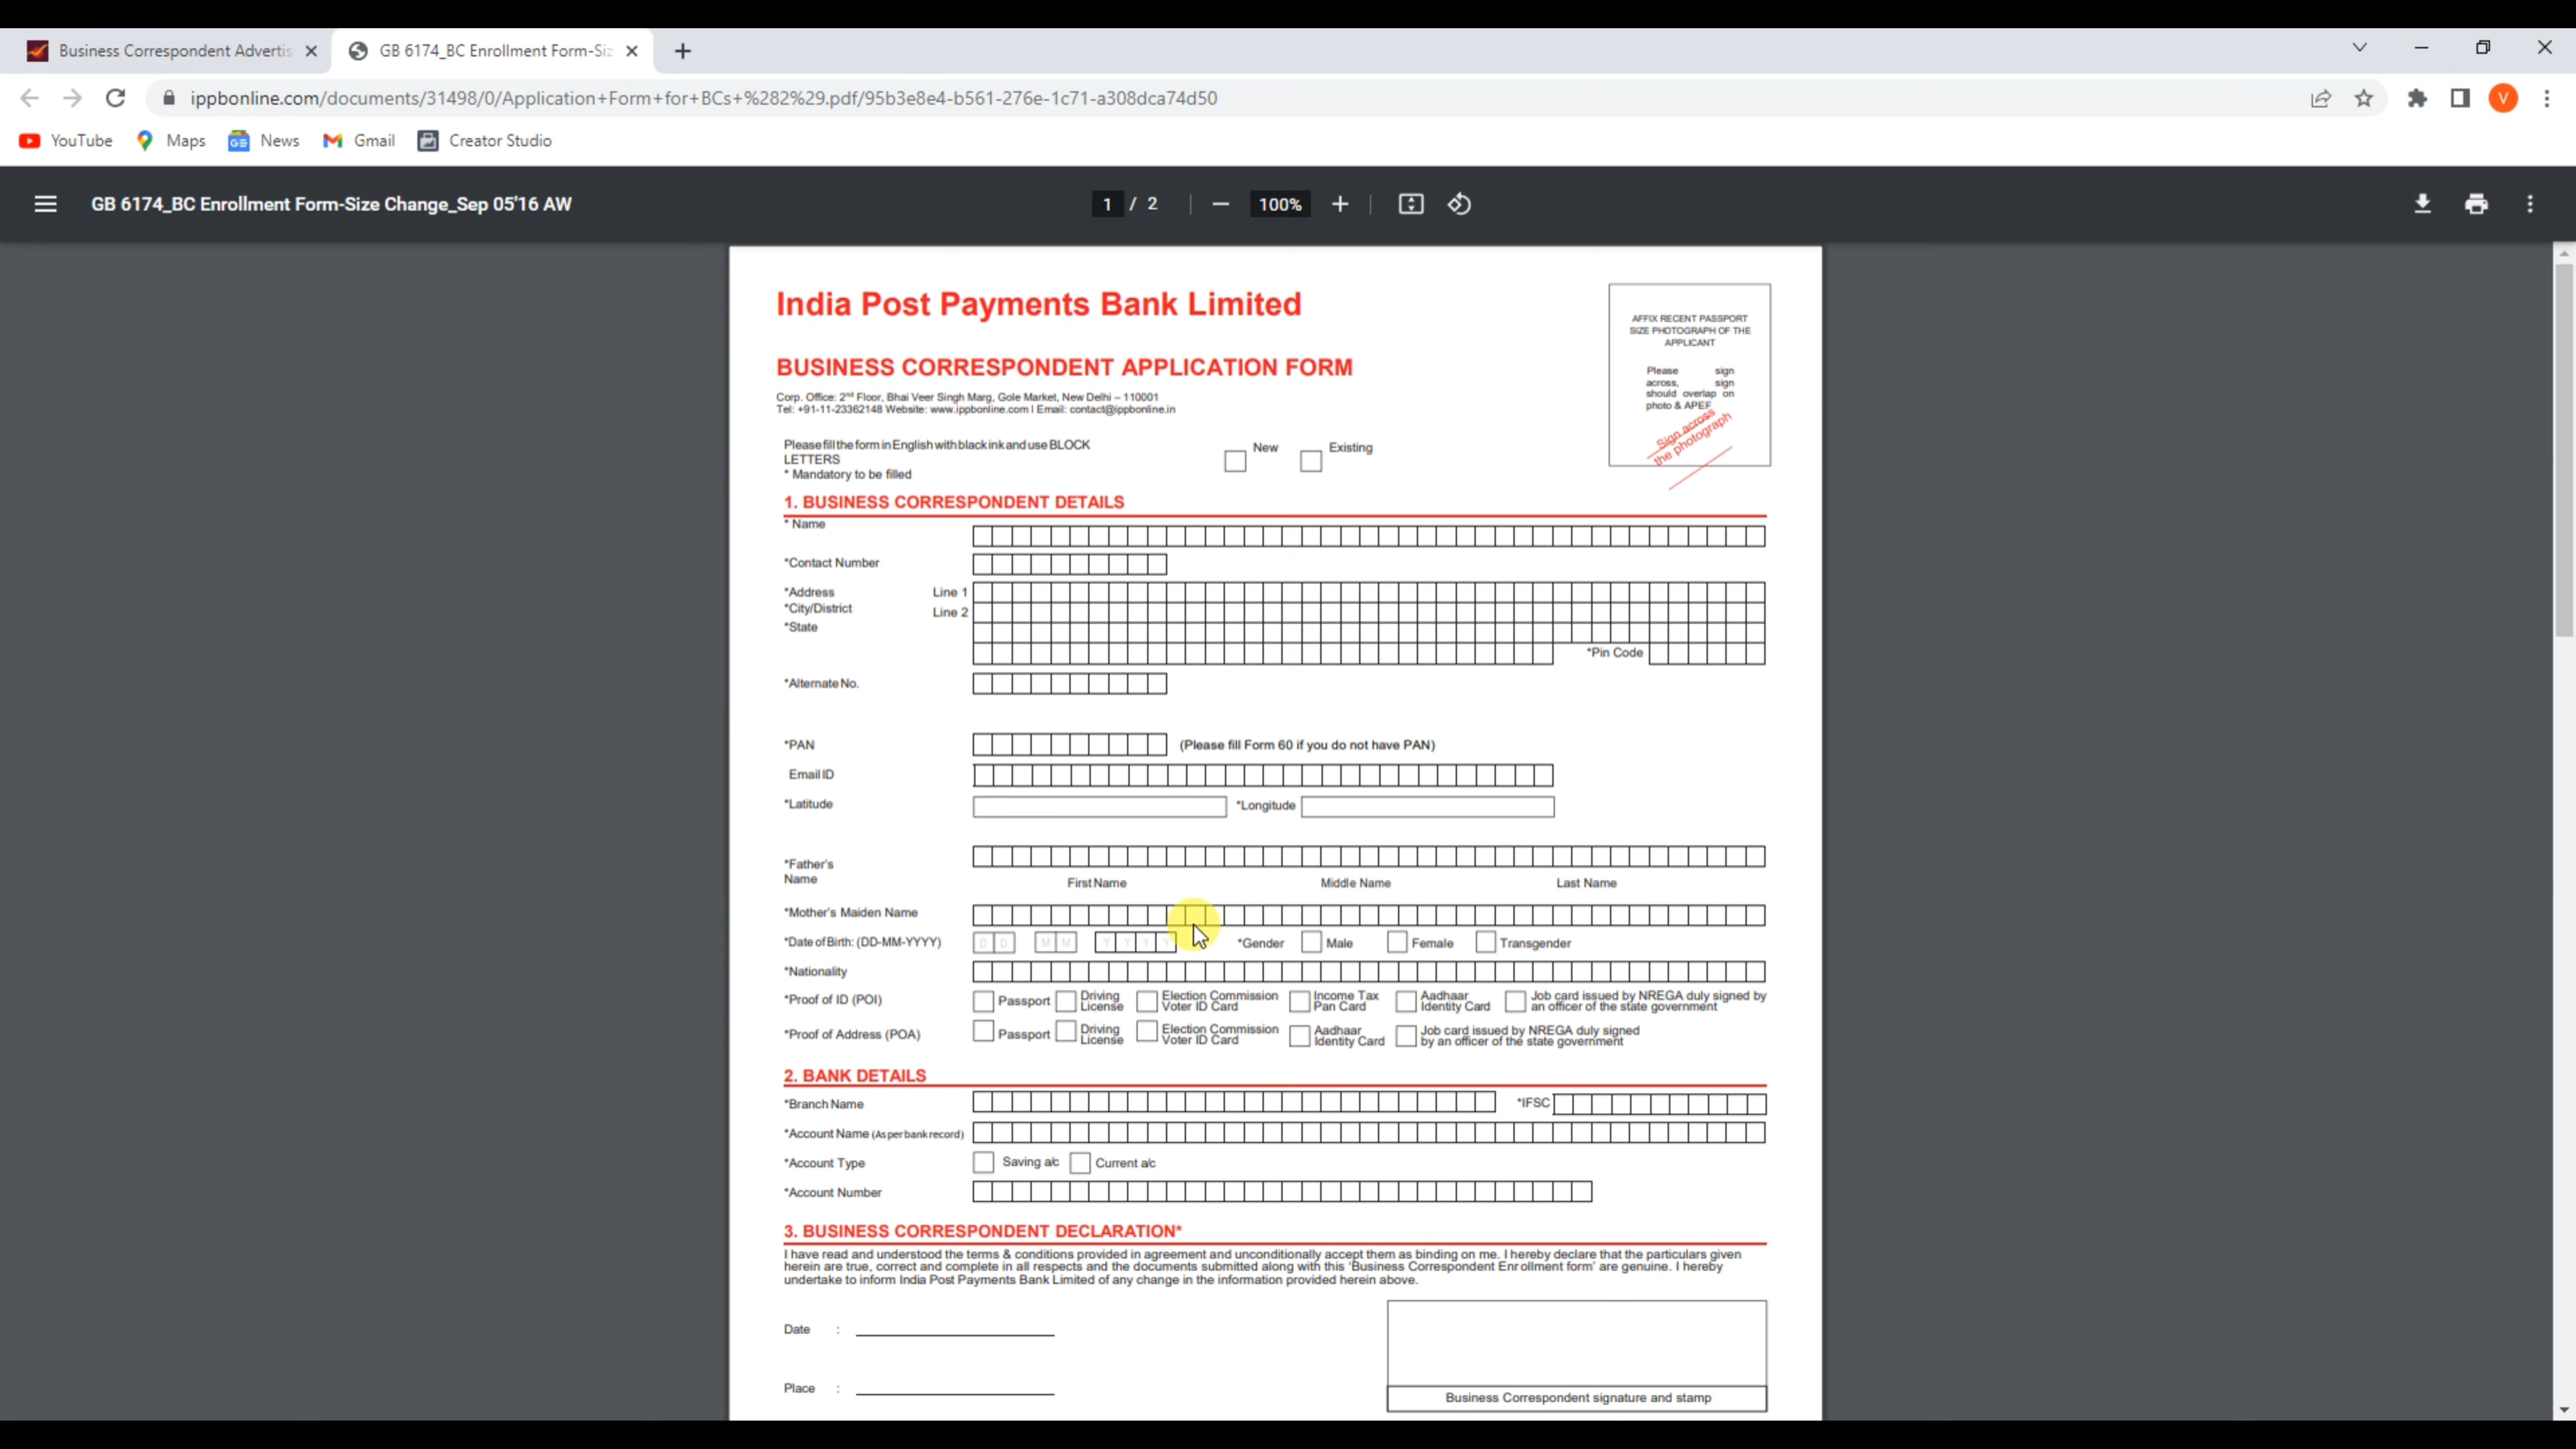 Business Correspondent Advertis
GB 6174_BC Enrollment Form-Siz
ippbonline.com/documents/31498/0/Application+Form+for+BCs+%282%29.pdf/95b3e8e4-b561-276e-1c71-a308dca74d50
V
YouTube Maps News Gmail Creator Studio
GB 6174_BC Enrollment Form-Size Change_Sep 05'16 AW
1 / 2 100%
India Post Payments Bank Limited
AFFIX RECENT PASSPORT
SIZE PHOTOGRAPH OF THE
APPLICANT
Please sign
across, sign
should overlap on
photo & APEF
Sign across
the photograph
BUSINESS CORRESPONDENT APPLICATION FORM
Corp. Office: 2nd Floor, Bhai Veer Singh Marg, Gole Market, New Delhi – 110001
Tel: +91-11-23362148 Website: www.ippbonline.com I Email: contact@ippbonline.in
Please fill the form in English with black ink and use BLOCK
LETTERS
* Mandatory to be filled
New Existing
1. BUSINESS CORRESPONDENT DETAILS
* Name
*Contact Number
*Address Line 1
*City/District Line 2
*State
*Pin Code
*Alternate No.
*PAN (Please fill Form 60 if you do not have PAN)
Email ID
*Latitude *Longitude
*Father's
Name
First Name Middle Name Last Name
*Mother's Maiden Name
*Date of Birth: (DD-MM-YYYY) D D M M Y Y Y Y *Gender Male Female Transgender
*Nationality
*Proof of ID (POI) Passport Driving License Election Commission Voter ID Card Income Tax Pan Card Aadhaar Identity Card Job card issued by NREGA duly signed by an officer of the state government
*Proof of Address (POA) Passport Driving License Election Commission Voter ID Card Aadhaar Identity Card Job card issued by NREGA duly signed by an officer of the state government
2. BANK DETAILS
*Branch Name *IFSC
*Account Name (As per bank record)
*Account Type Saving a/c Current a/c
*Account Number
3. BUSINESS CORRESPONDENT DECLARATION*
I have read and understood the terms & conditions provided in agreement and unconditionally accept them as binding on me. I hereby declare that the particulars given
herein are true, correct and complete in all respects and the documents submitted along with this 'Business Correspondent Enrollment form' are genuine. I hereby
undertake to inform India Post Payments Bank Limited of any change in the information provided herein above.
Date :
Place :
Business Correspondent signature and stamp